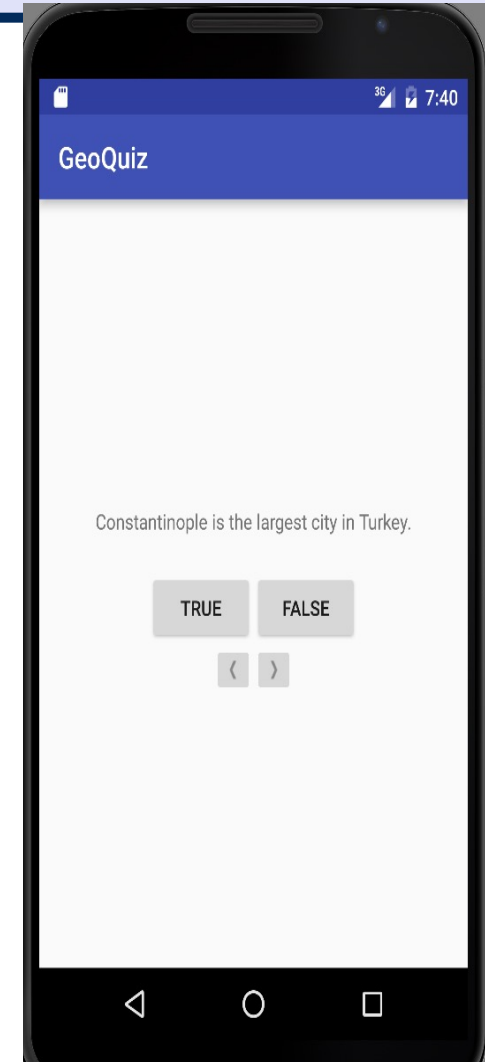 3G 7:40
GeoQuiz
Constantinople is the largest city in Turkey.
TRUE FALSE
⟨ ⟩